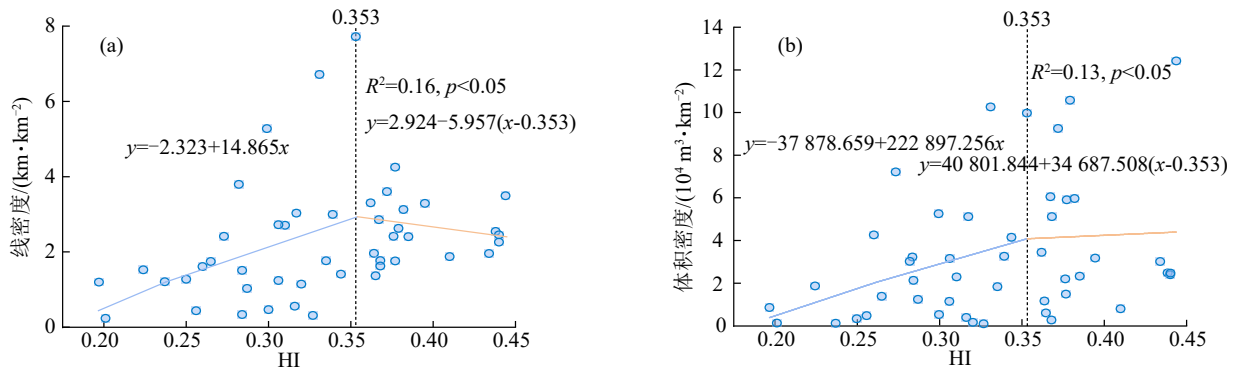 0.353
(a)
8
6
4
2
0
线密度/(km·km⁻²)
R²=0.16, p<0.05
y=2.924−5.957(x-0.353)
y=−2.323+14.865x
0.20 0.25 0.30 0.35 0.40 0.45
HI
0.353
(b)
14
12
10
8
6
4
2
0
体积密度/(10⁴ m³·km⁻²)
R²=0.13, p<0.05
y=−37 878.659+222 897.256x
y=40 801.844+34 687.508(x-0.353)
0.20 0.25 0.30 0.35 0.40 0.45
HI